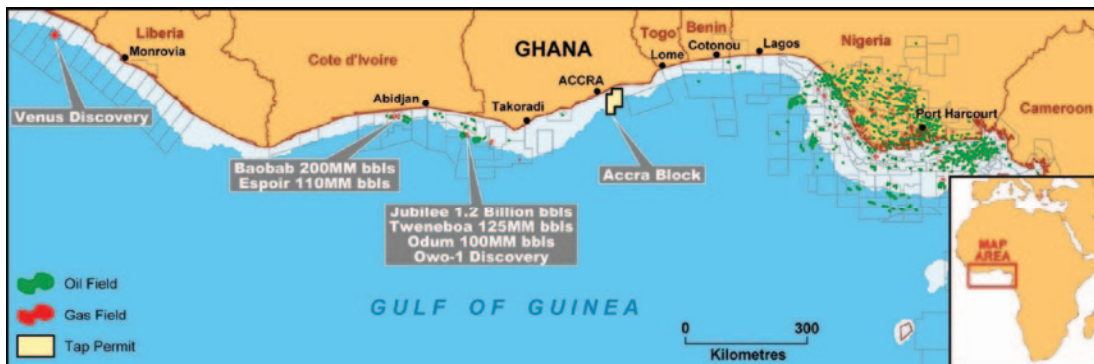 Liberia
Monrovia
Venus Discovery
Cote d'Ivoire
Abidjan
Baobab 200MM bbls
Espoir 110MM bbls
GHANA
ACCRA
Takoradi
Jubilee 1.2 Billion bbls
Tweneboa 125MM bbls
Odum 100MM bbls
Owo-1 Discovery
Togo
Lome
Benin
Cotonou
Accra Block
Lagos
Nigeria
Port Harcourt
Cameroon
MAP
AREA
Oil Field
Gas Field
Tap Permit
GULF OF GUINEA
0 300
Kilometres